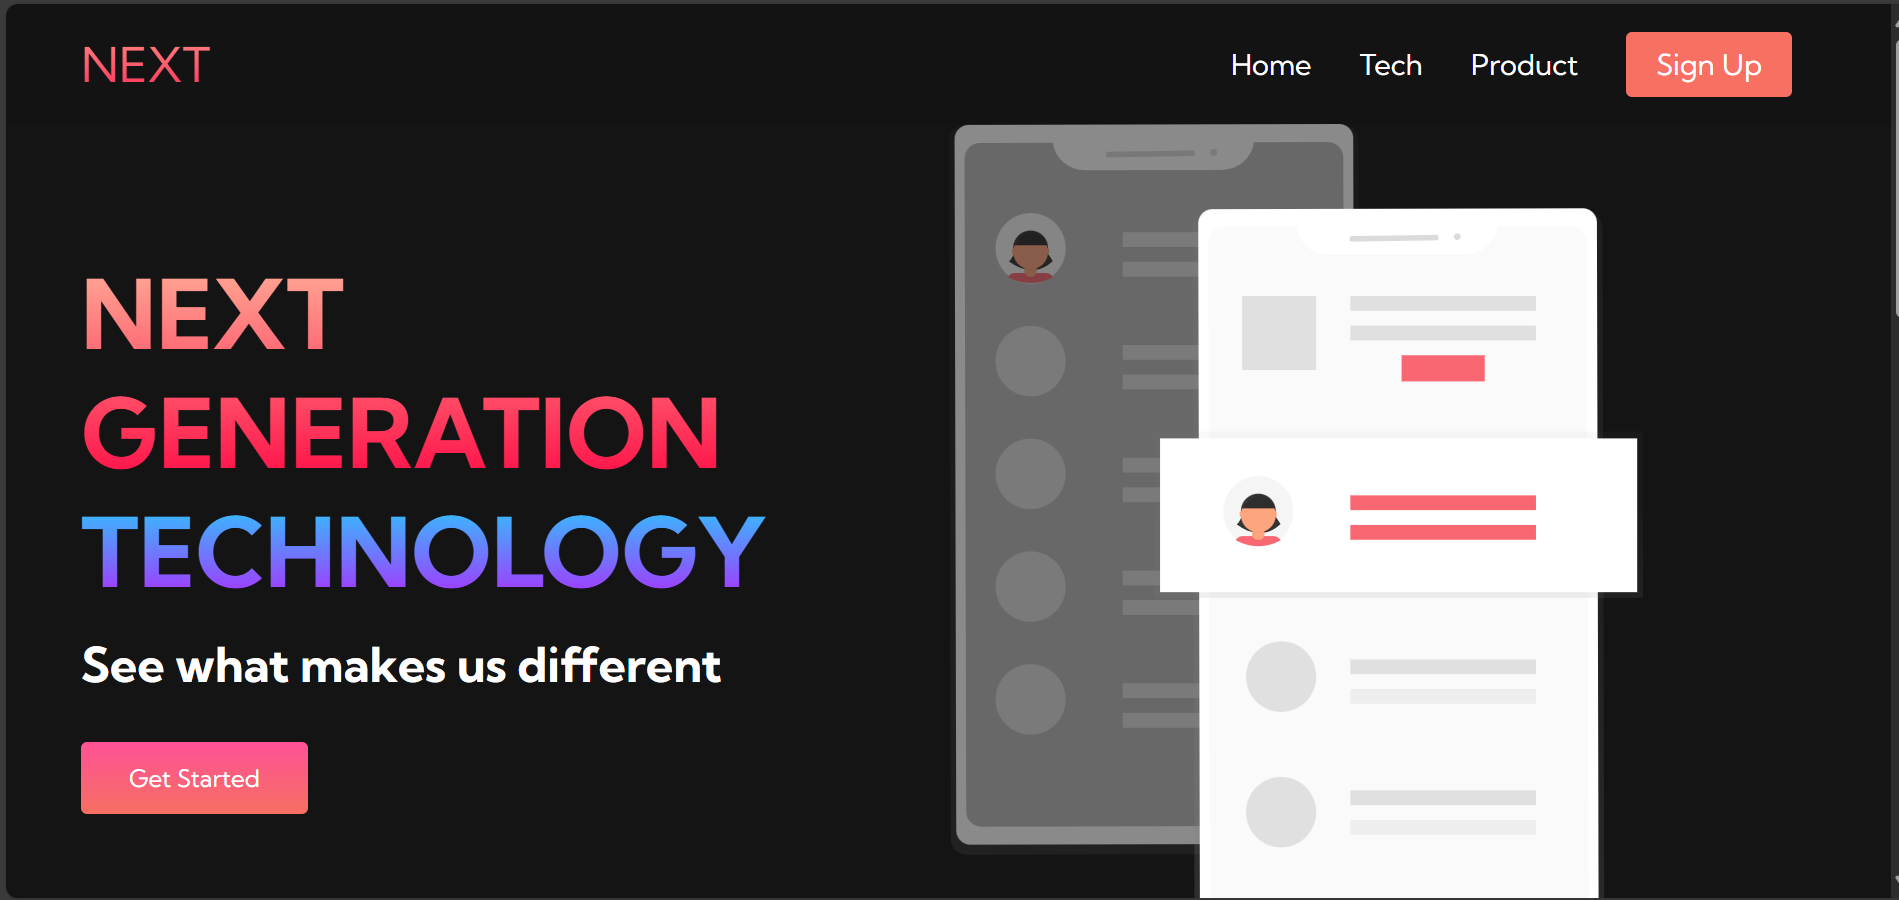 NEXT
Home Tech Product Sign Up
NEXT
GENERATION
TECHNOLOGY
See what makes us different
Get Started